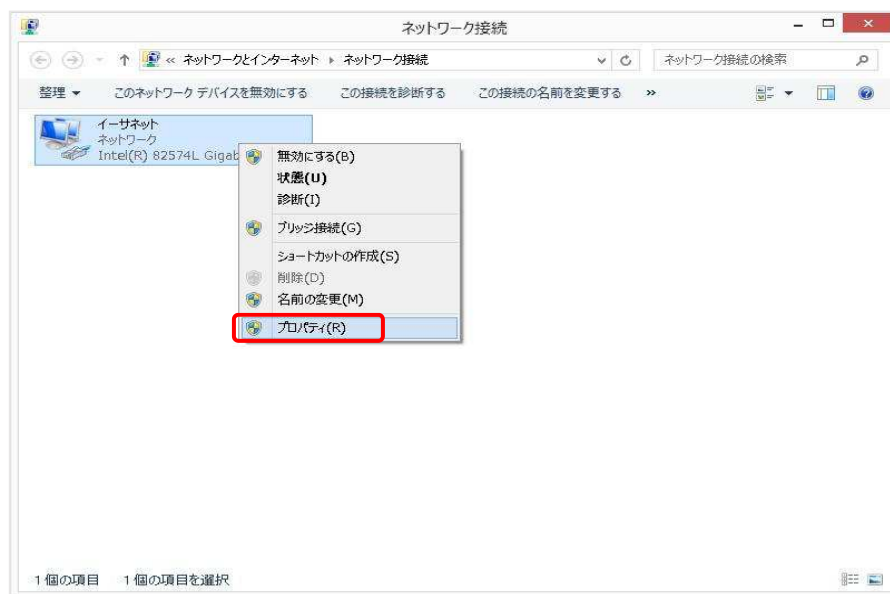 ネットワーク接続
« ネットワークとインターネット ▸ ネットワーク接続
ネットワーク接続の検索
整理 ▼ このネットワーク デバイスを無効にする この接続を診断する この接続の名前を変更する »
イーサネット
ネットワーク
Intel(R) 82574L Gigab
無効にする(B)
状態(U)
診断(I)
ブリッジ接続(G)
ショートカットの作成(S)
削除(D)
名前の変更(M)
プロパティ(R)
1 個の項目 1 個の項目を選択